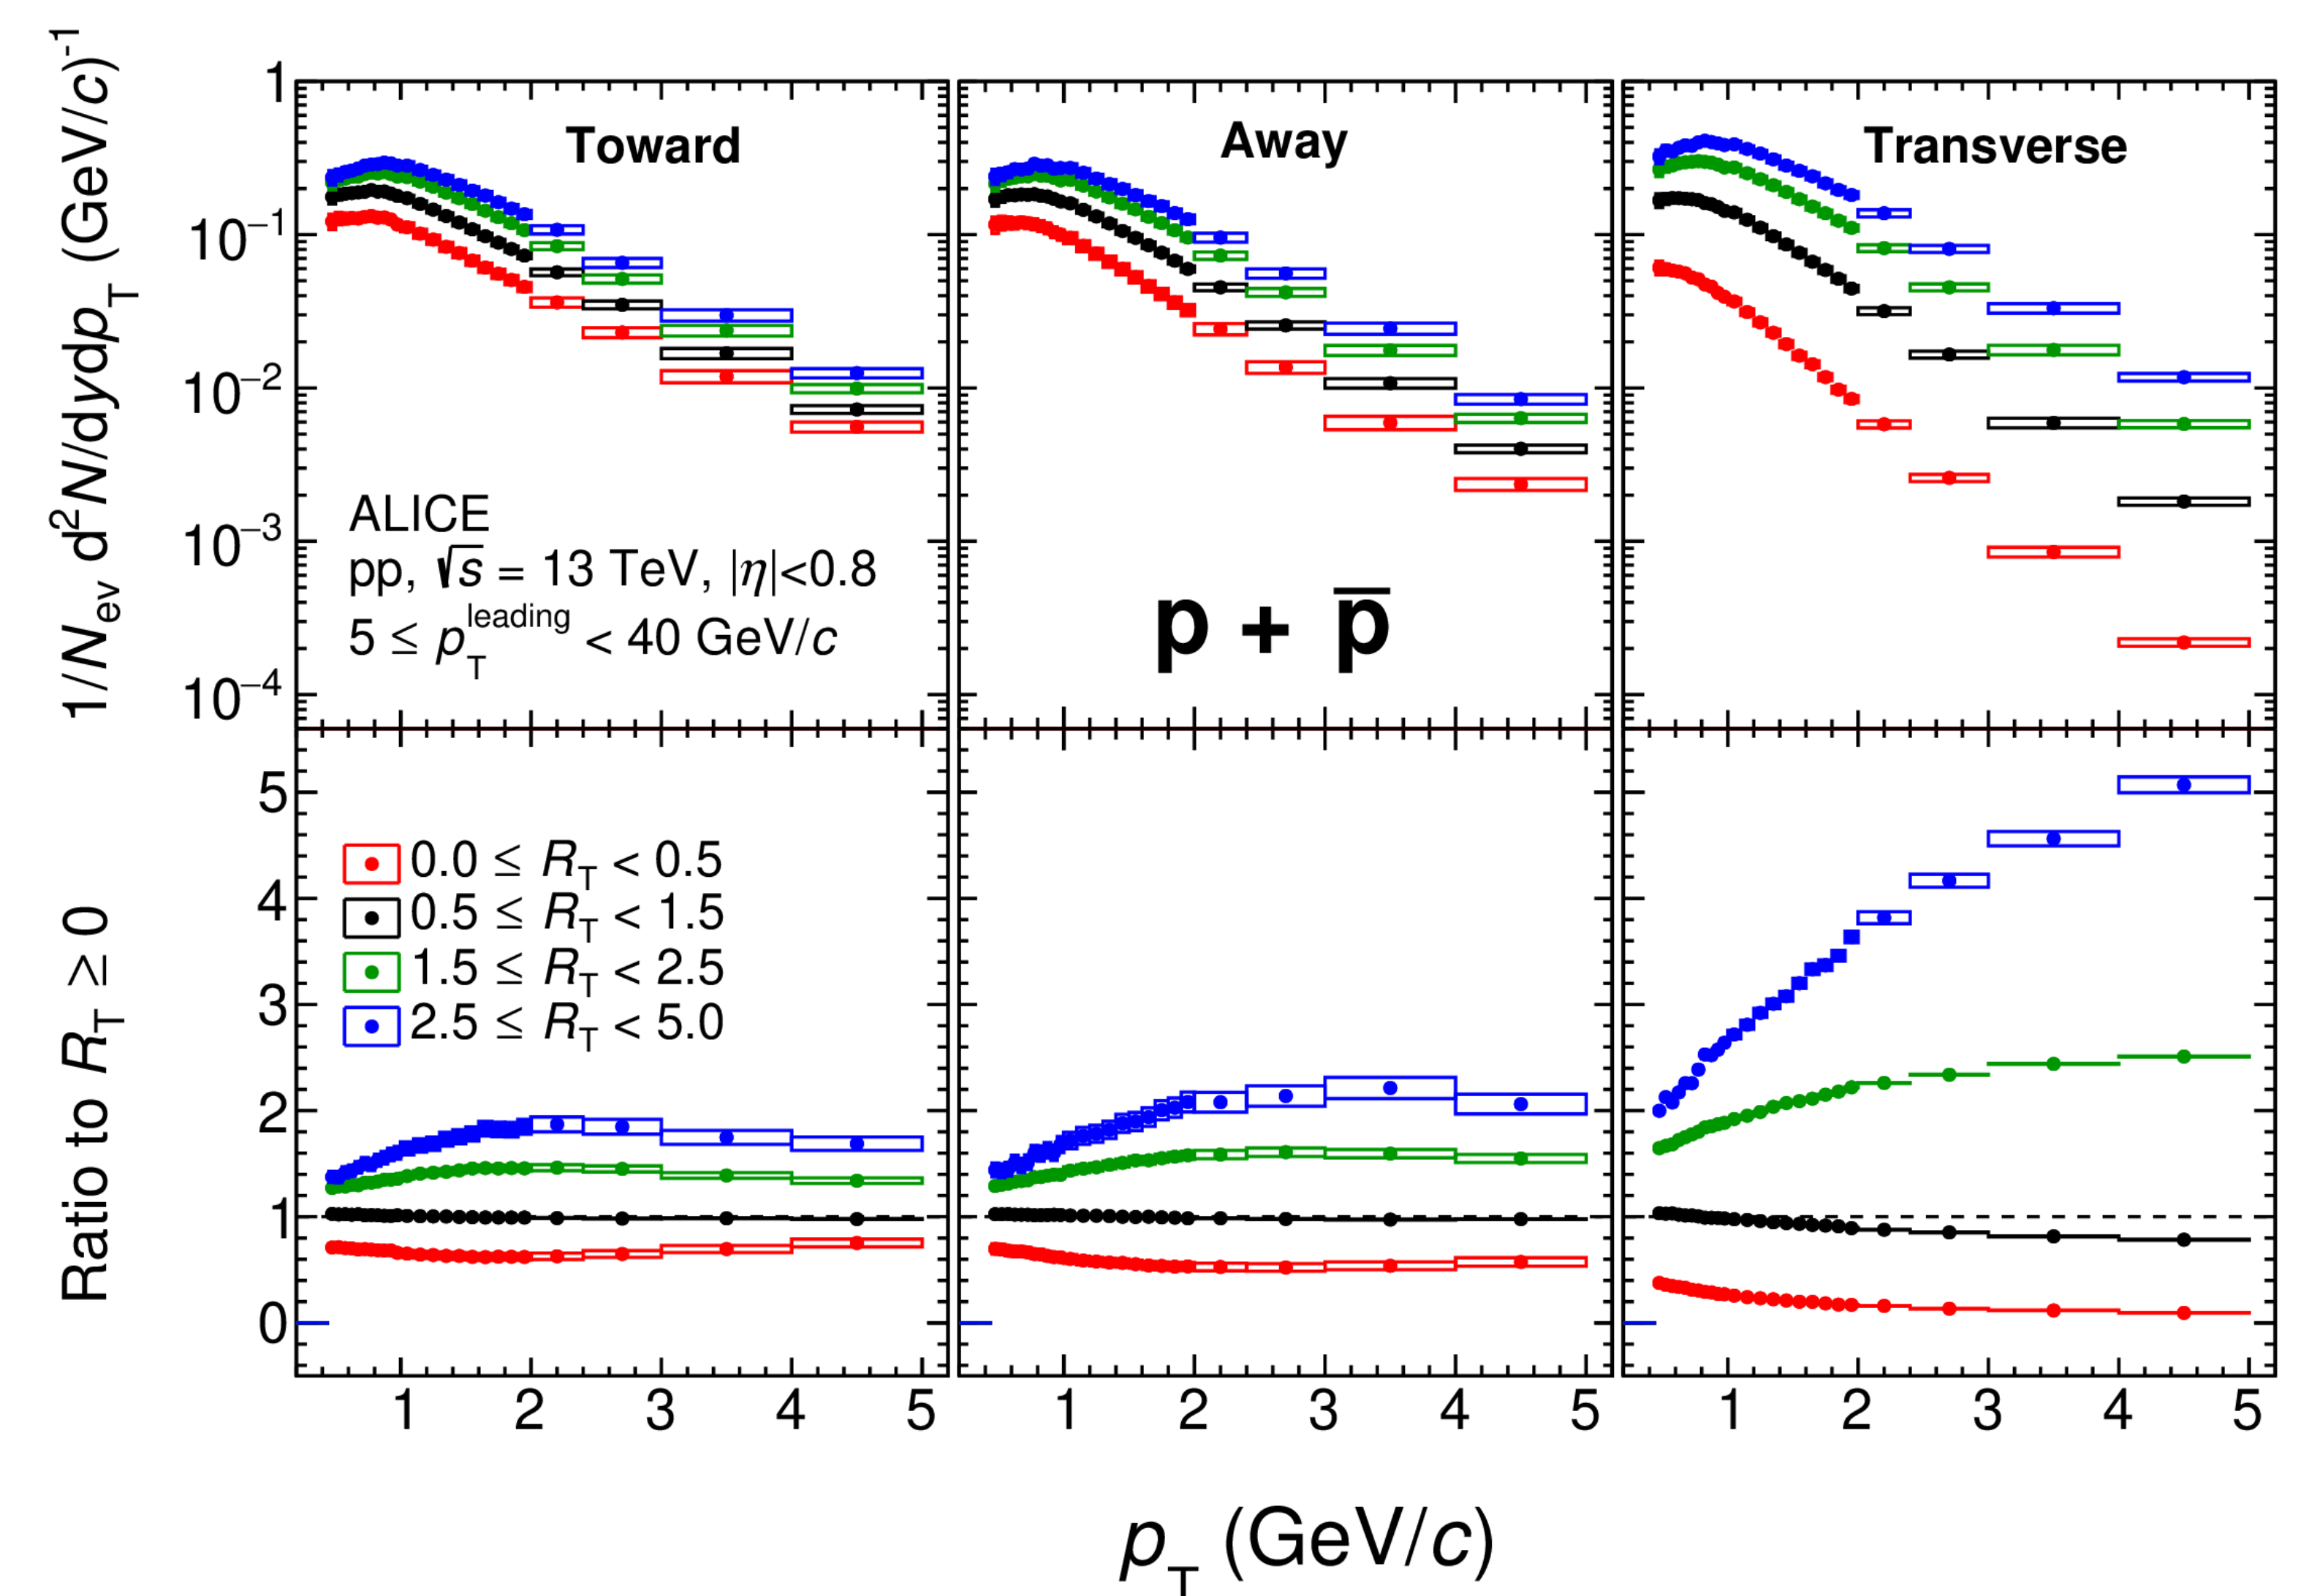 1/N_ev d²N/dydp_T (GeV/c)⁻¹
1
10⁻¹
10⁻²
10⁻³
10⁻⁴
Toward
Away
Transverse
ALICE
pp, √s = 13 TeV, |η|<0.8
5 ≤ p_T^leading < 40 GeV/c
p + p̅
Ratio to R_T ≥ 0
5
4
3
2
1
0
0.0 ≤ R_T < 0.5
0.5 ≤ R_T < 1.5
1.5 ≤ R_T < 2.5
2.5 ≤ R_T < 5.0
1 2 3 4 5
1 2 3 4 5
1 2 3 4 5
p_T (GeV/c)